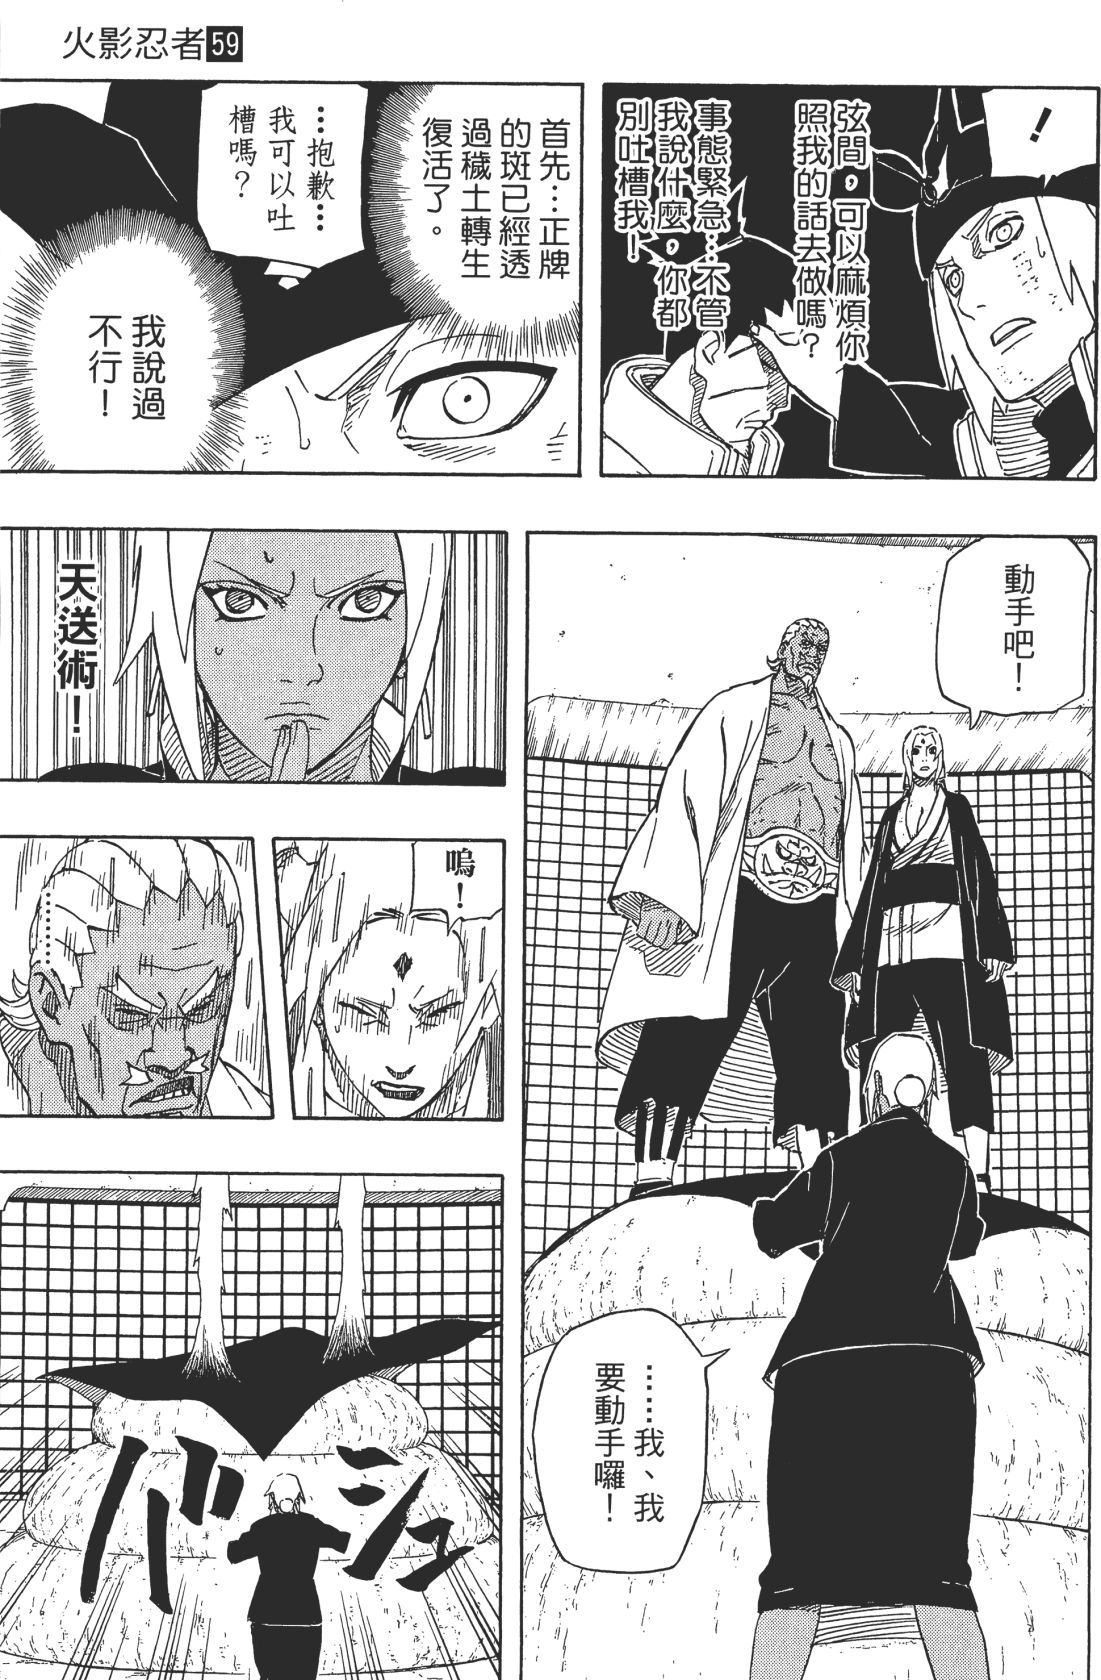 火影忍者59
！
弦間，可以麻煩你
照我的話去做嗎？
事態緊急…不管
我說什麼，你都
別吐槽我！
首先…正牌
的斑已經透
過穢土轉生
復活了。
…抱歉…
我可以吐
槽嗎？
我說過
不行！
動手吧！
……我、我
要動手囉！
天送術！
嗚！
……
バシュ